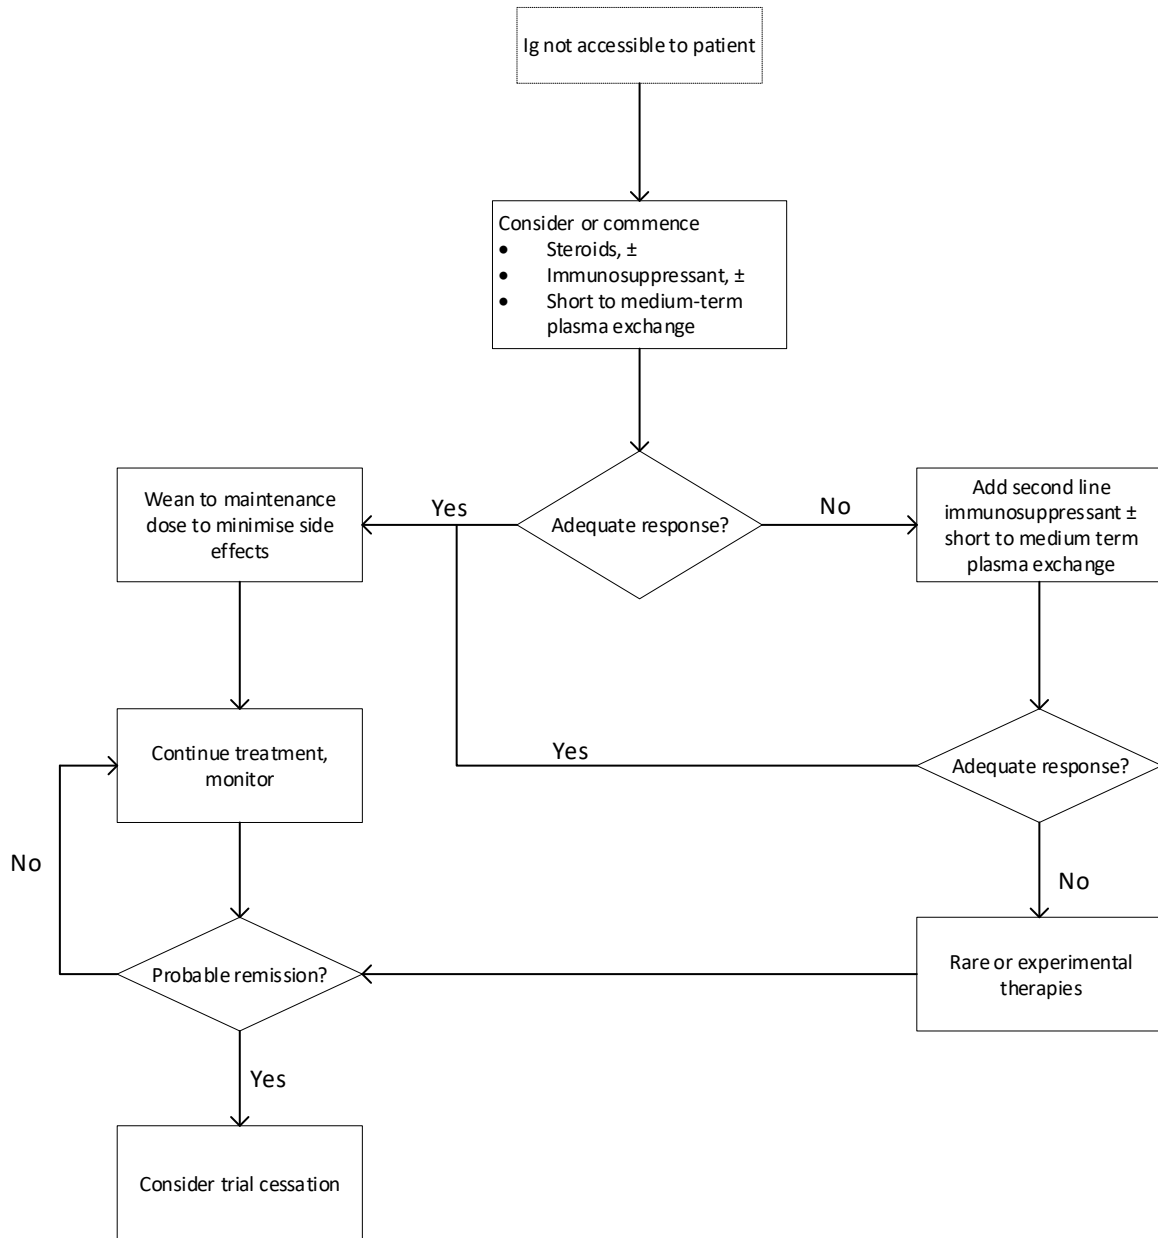 Ig not accessible to patient
Consider or commence
• Steroids, ±
• Immunosuppressant, ±
• Short to medium-term
plasma exchange
Adequate response?
Yes
No
Wean to maintenance
dose to minimise side
effects
Add second line
immunosuppressant ±
short to medium term
plasma exchange
Continue treatment,
monitor
Yes
Adequate response?
No
No
Probable remission?
Rare or experimental
therapies
Yes
Consider trial cessation